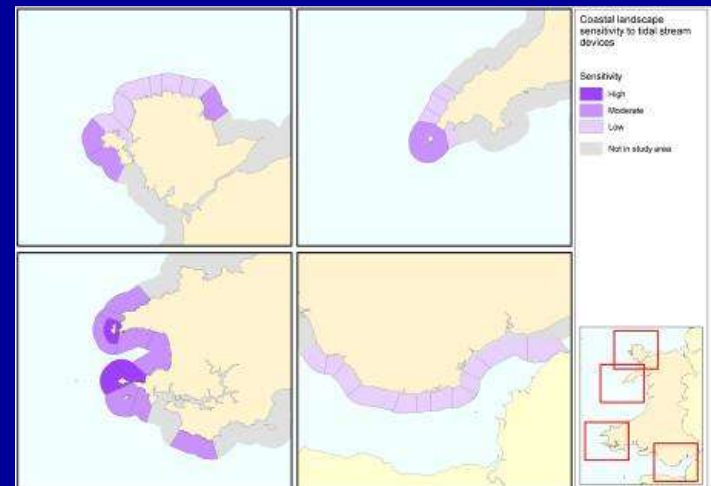 Coastal landscape
sensitivity to tidal stream
devices
Sensitivity
High
Moderate
Low
Not in study area